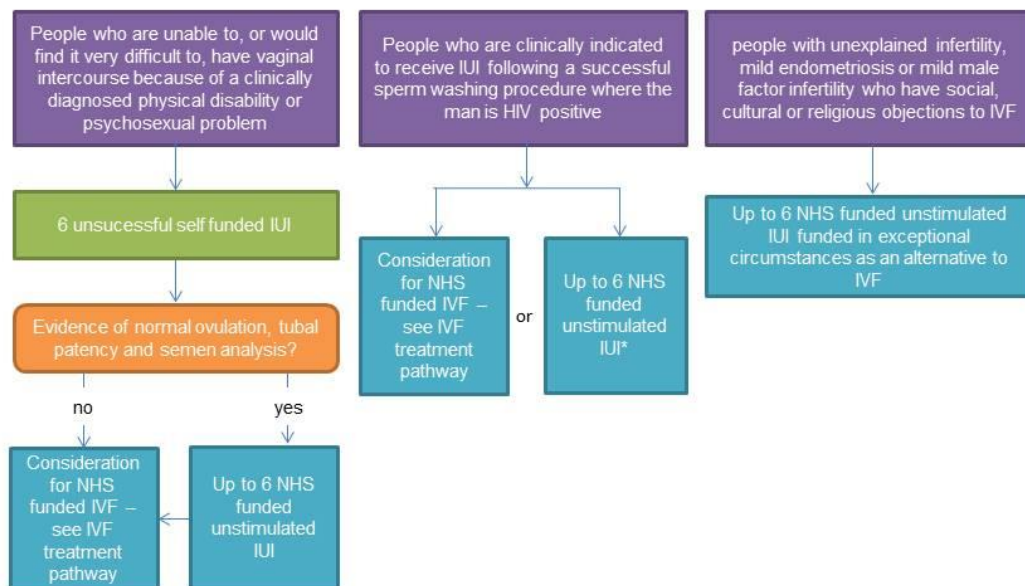 People who are unable to, or would
find it very difficult to, have vaginal
intercourse because of a clinically
diagnosed physical disability or
psychosexual problem
6 unsucessful self funded IUI
Evidence of normal ovulation, tubal
patency and semen analysis?
no
yes
Consideration
for NHS
funded IVF –
see IVF
treatment
pathway
Up to 6 NHS
funded
unstimulated
IUI
People who are clinically indicated
to receive IUI following a successful
sperm washing procedure where the
man is HIV positive
Consideration
for NHS
funded IVF –
see IVF
treatment
pathway
or
Up to 6 NHS
funded
unstimulated
IUI*
people with unexplained infertility,
mild endometriosis or mild male
factor infertility who have social,
cultural or religious objections to IVF
Up to 6 NHS funded unstimulated
IUI funded in exceptional
circumstances as an alternative to
IVF